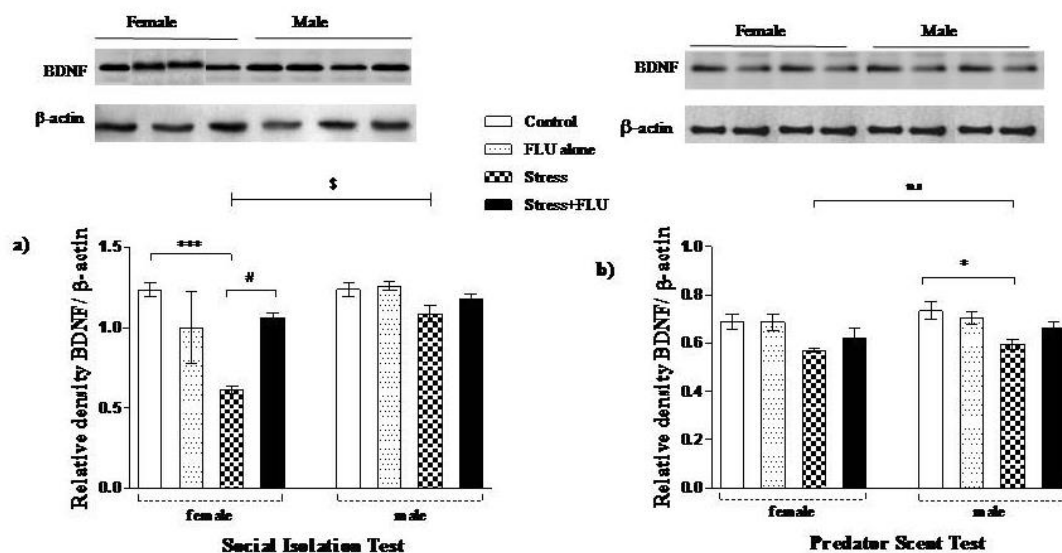 Female Male
BDNF
β-actin
Female Male
BDNF
β-actin
Control
FLU alone
Stress
Stress+FLU
$
ns
a)
***
#
1.5
1.0
0.5
0.0
Relative density BDNF/ β-actin
female male
Social Isolation Test
b)
*
1.0
0.8
0.6
0.4
0.2
0.0
Relative density BDNF/ β-actin
female male
Predator Scent Test